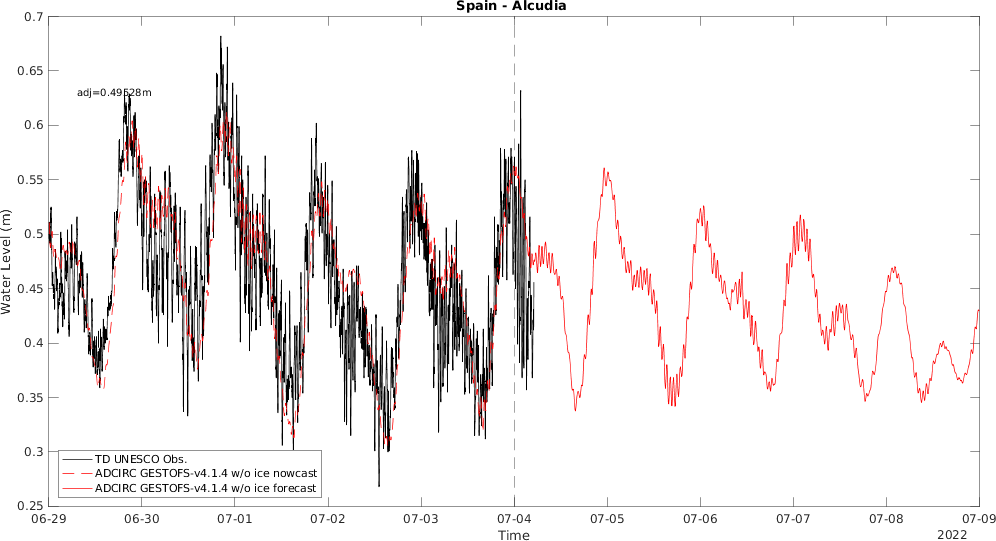 Spain - Alcudia
0.7
0.65
0.6
0.55
0.5
0.45
0.4
0.35
0.3
0.25
Water Level (m)
adj=0.49528m
TD UNESCO Obs.
ADCIRC GESTOFS-v4.1.4 w/o ice nowcast
ADCIRC GESTOFS-v4.1.4 w/o ice forecast
06-29 06-30 07-01 07-02 07-03 07-04 07-05 07-06 07-07 07-08 07-09
Time
2022